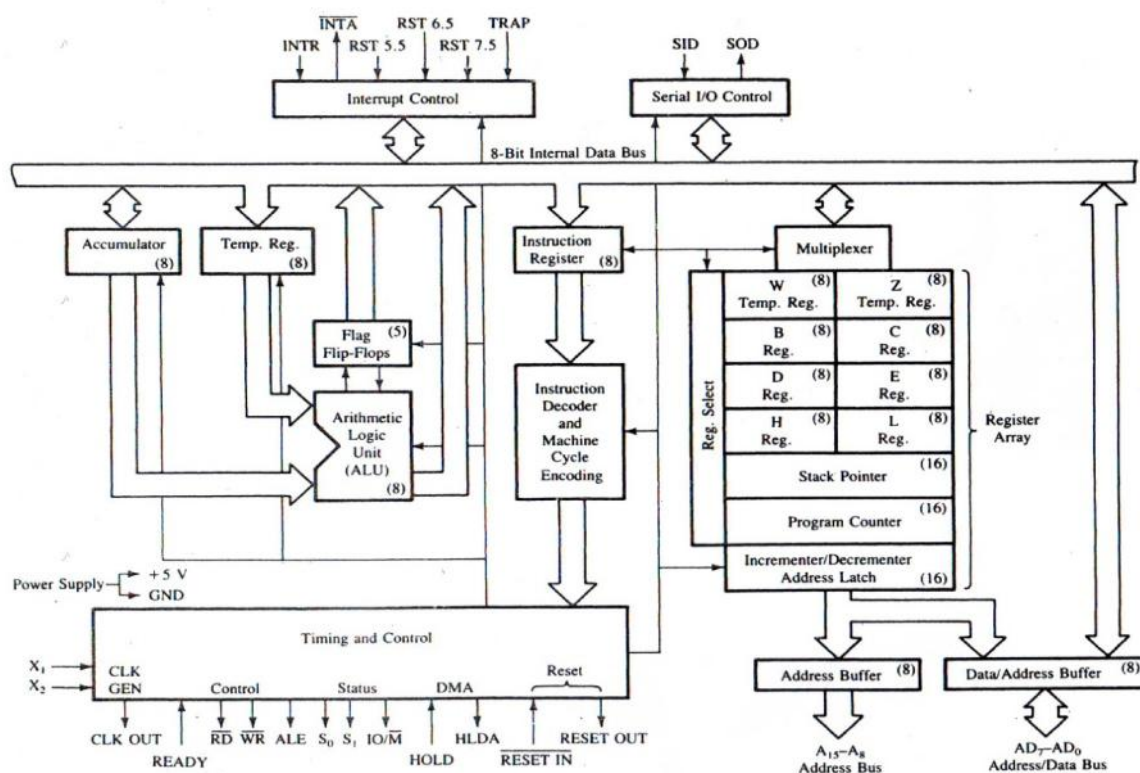 INTA
RST 6.5
TRAP
INTR
RST 5.5
RST 7.5
SID
SOD
Interrupt Control
Serial I/O Control
8-Bit Internal Data Bus
Accumulator
(8)
Temp. Reg.
(8)
Instruction
Register
(8)
Multiplexer
W (8)
Temp. Reg.
Z (8)
Temp. Reg.
B (8)
Reg.
C (8)
Reg.
D (8)
Reg.
E (8)
Reg.
H (8)
Reg.
L (8)
Reg.
Reg. Select
Stack Pointer
(16)
Program Counter
(16)
Incrementer/Decrementer
Address Latch
(16)
Register
Array
Flag (5)
Flip-Flops
Arithmetic
Logic
Unit
(ALU)
(8)
Instruction
Decoder
and
Machine
Cycle
Encoding
Power Supply
+5 V
GND
Timing and Control
X1
X2
CLK
GEN
Control
Status
DMA
Reset
CLK OUT
READY
RD
WR
ALE
S0
S1
IO/M
HOLD
HLDA
RESET IN
RESET OUT
Address Buffer (8)
Data/Address Buffer (8)
A15–A8
Address Bus
AD7–AD0
Address/Data Bus